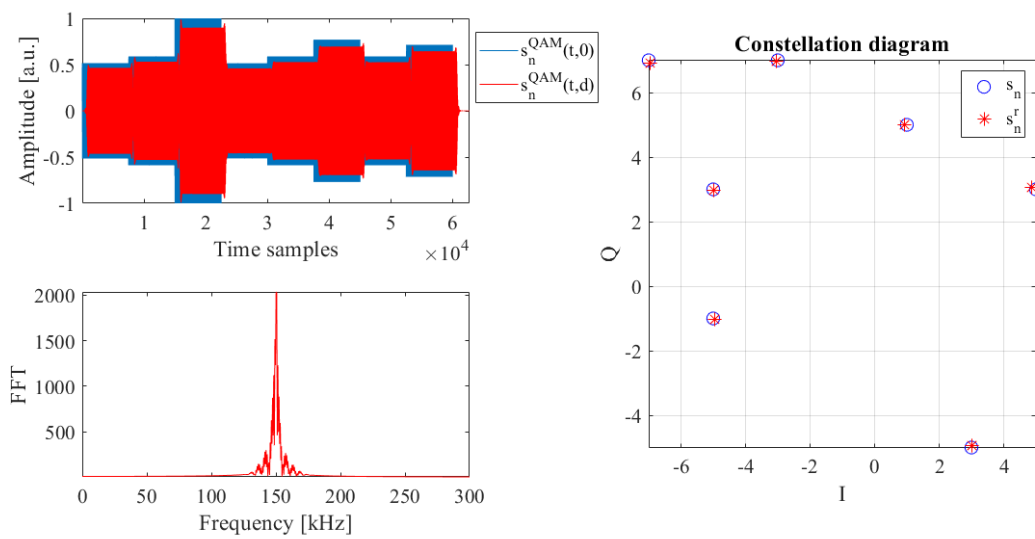 1
0.5
0
-0.5
-1
Amplitude [a.u.]
1 2 3 4 5 6
×10^4
Time samples
s_n^QAM(t,0)
s_n^QAM(t,d)
2000
1500
1000
500
FFT
0 50 100 150 200 250 300
Frequency [kHz]
Constellation diagram
s_n
s_n^r
6
4
2
0
-2
-4
Q
-6 -4 -2 0 2 4
I